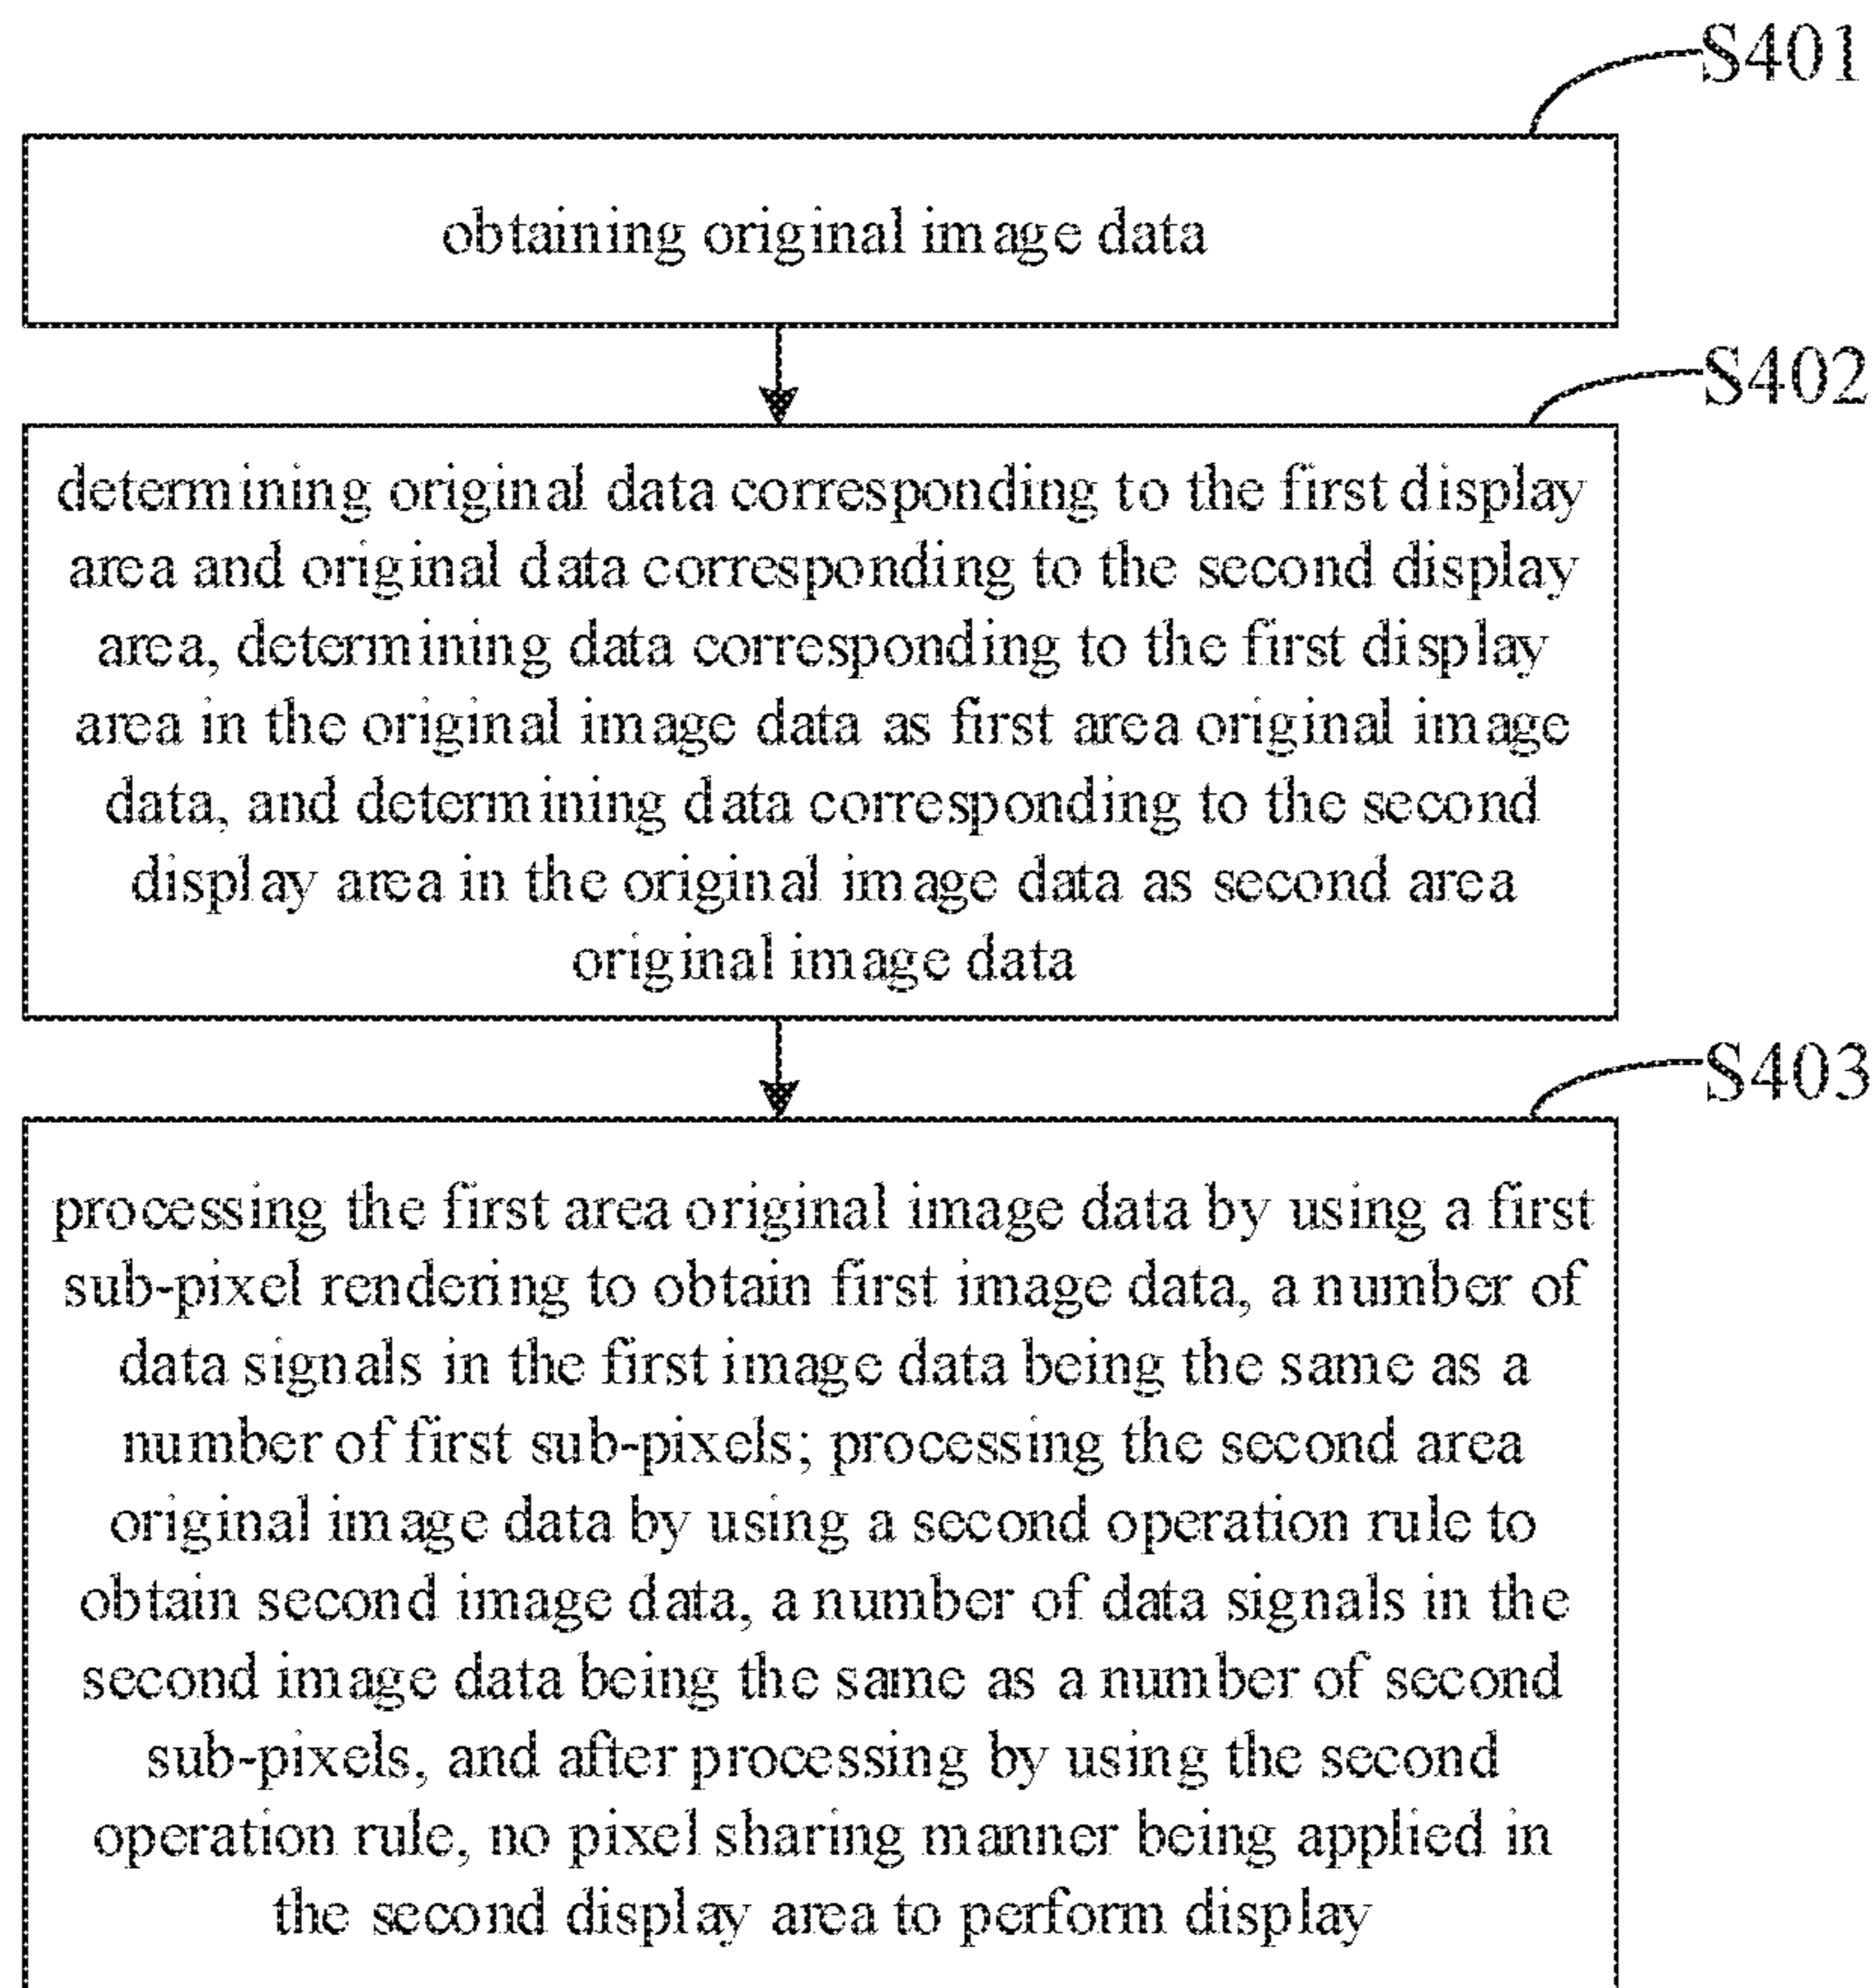 S401
obtaining original image data
S402
determining original data corresponding to the first display
area and original data corresponding to the second display
area, determining data corresponding to the first display
area in the original image data as first area original image
data, and determining data corresponding to the second
display area in the original image data as second area
original image data
S403
processing the first area original image data by using a first
sub-pixel rendering to obtain first image data, a number of
data signals in the first image data being the same as a
number of first sub-pixels; processing the second area
original image data by using a second operation rule to
obtain second image data, a number of data signals in the
second image data being the same as a number of second
sub-pixels, and after processing by using the second
operation rule, no pixel sharing manner being applied in
the second display area to perform display